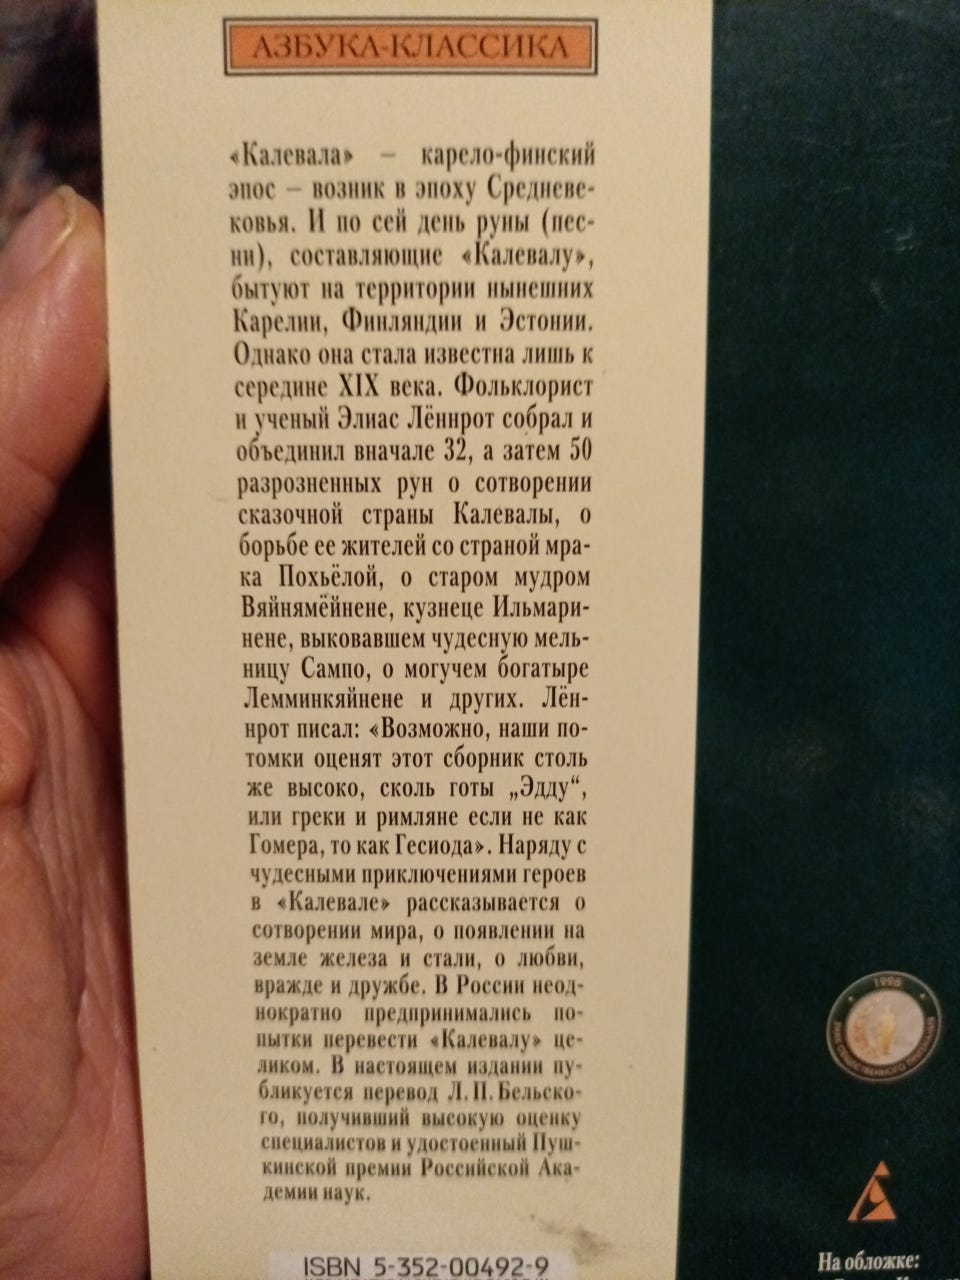 АЗБУКА-КЛАССИКА
«Калевала» — карело-финский
эпос — возник в эпоху Средневе-
ковья. И по сей день руны (пес-
ни), составляющие «Калевалу»,
бытуют на территории нынешних
Карелии, Финляндии и Эстонии.
Однако она стала известна лишь к
середине XIX века. Фольклорист
и ученый Элиас Лённрот собрал и
объединил вначале 32, а затем 50
разрозненных рун о сотворении
сказочной страны Калевалы, о
борьбе ее жителей со страной мра-
ка Похьёлой, о старом мудром
Вяйнямёйнене, кузнеце Ильмари-
нене, выковавшем чудесную мель-
ницу Сампо, о могучем богатыре
Лемминкяйнене и других. Лён-
нрот писал: «Возможно, наши по-
томки оценят этот сборник столь
же высоко, сколь готы „Эдду“,
или греки и римляне если не как
Гомера, то как Гесиода». Наряду с
чудесными приключениями героев
в «Калевале» рассказывается о
сотворении мира, о появлении на
земле железа и стали, о любви,
вражде и дружбе. В России неод-
нократно предпринимались по-
пытки перевести «Калевалу» це-
ликом. В настоящем издании пу-
бликуется перевод Л. П. Бельско-
го, получивший высокую оценку
специалистов и удостоенный Пуш-
кинской премии Российской Ака-
демии наук.
ISBN 5-352-00492-9
1998
ЗНАК ОБЩЕСТВЕННОГО
На обложке: